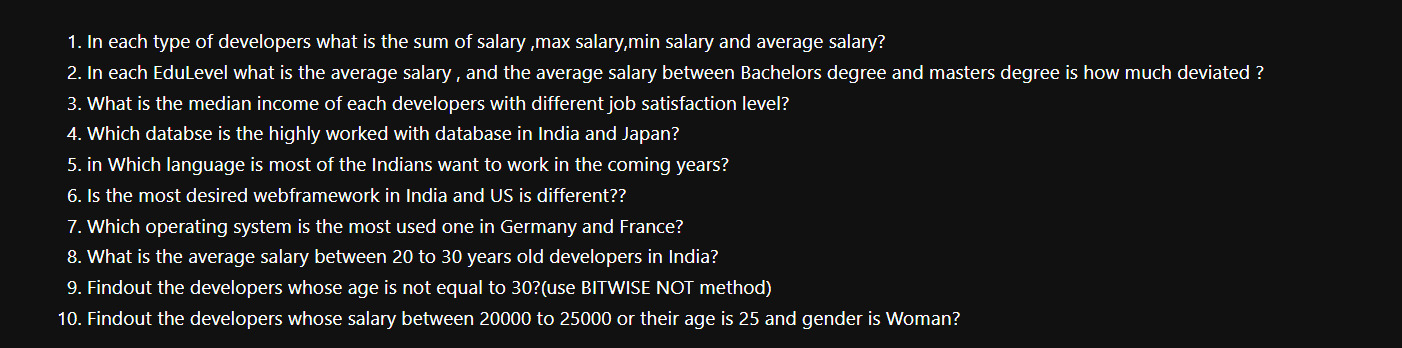 1. In each type of developers what is the sum of salary ,max salary,min salary and average salary?
2. In each EduLevel what is the average salary , and the average salary between Bachelors degree and masters degree is how much deviated ?
3. What is the median income of each developers with different job satisfaction level?
4. Which databse is the highly worked with database in India and Japan?
5. in Which language is most of the Indians want to work in the coming years?
6. Is the most desired webframework in India and US is different??
7. Which operating system is the most used one in Germany and France?
8. What is the average salary between 20 to 30 years old developers in India?
9. Findout the developers whose age is not equal to 30?(use BITWISE NOT method)
10. Findout the developers whose salary between 20000 to 25000 or their age is 25 and gender is Woman?